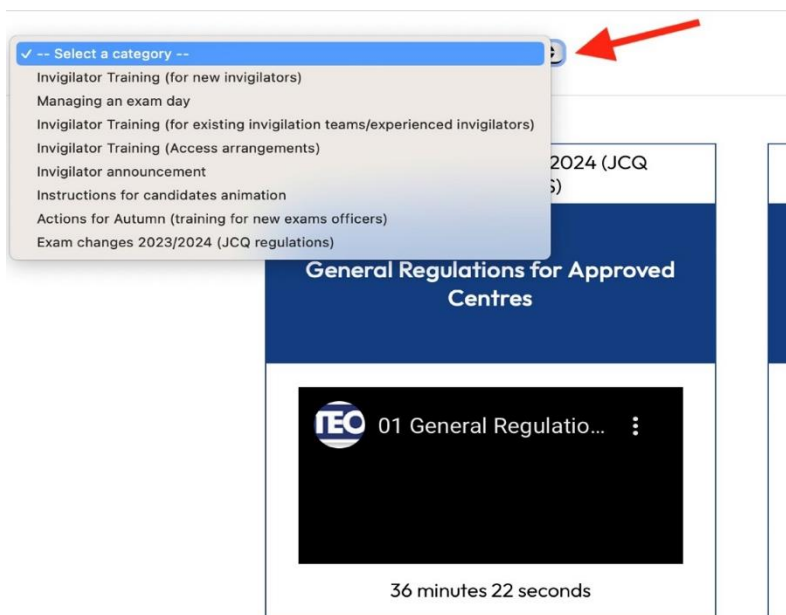 -- Select a category --
Invigilator Training (for new invigilators)
Managing an exam day
Invigilator Training (for existing invigilation teams/experienced invigilators)
Invigilator Training (Access arrangements)
Invigilator announcement
Instructions for candidates animation
Actions for Autumn (training for new exams officers)
Exam changes 2023/2024 (JCQ regulations)
2024 (JCQ
General Regulations for Approved
Centres
TEO 01 General Regulatio...
36 minutes 22 seconds